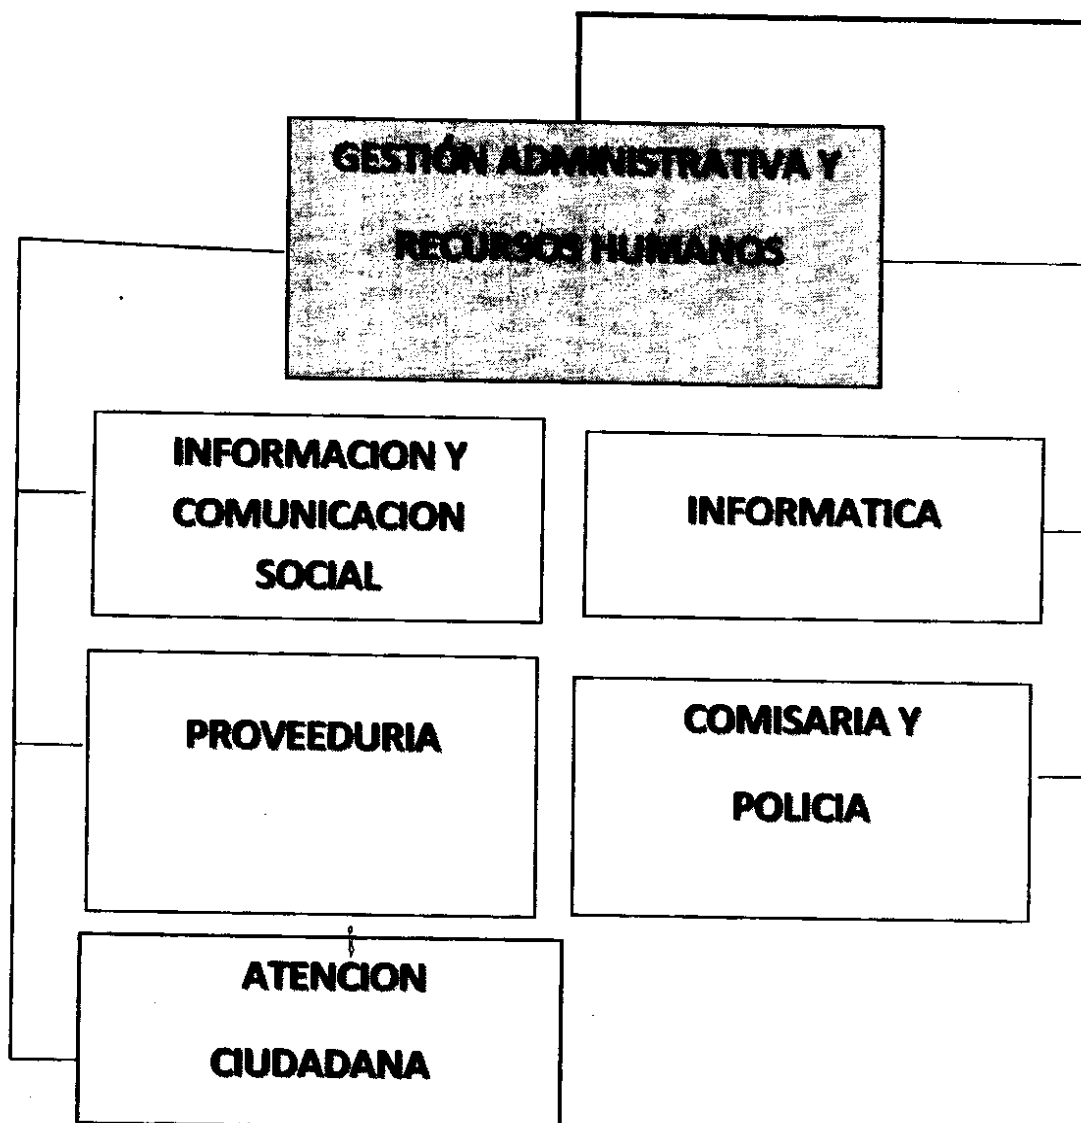 GESTIÓN ADMINISTRATIVA Y
RECURSOS HUMANOS
INFORMACION Y
COMUNICACION
SOCIAL
INFORMATICA
PROVEEDURIA
COMISARIA Y
POLICIA
ATENCION
CIUDADANA